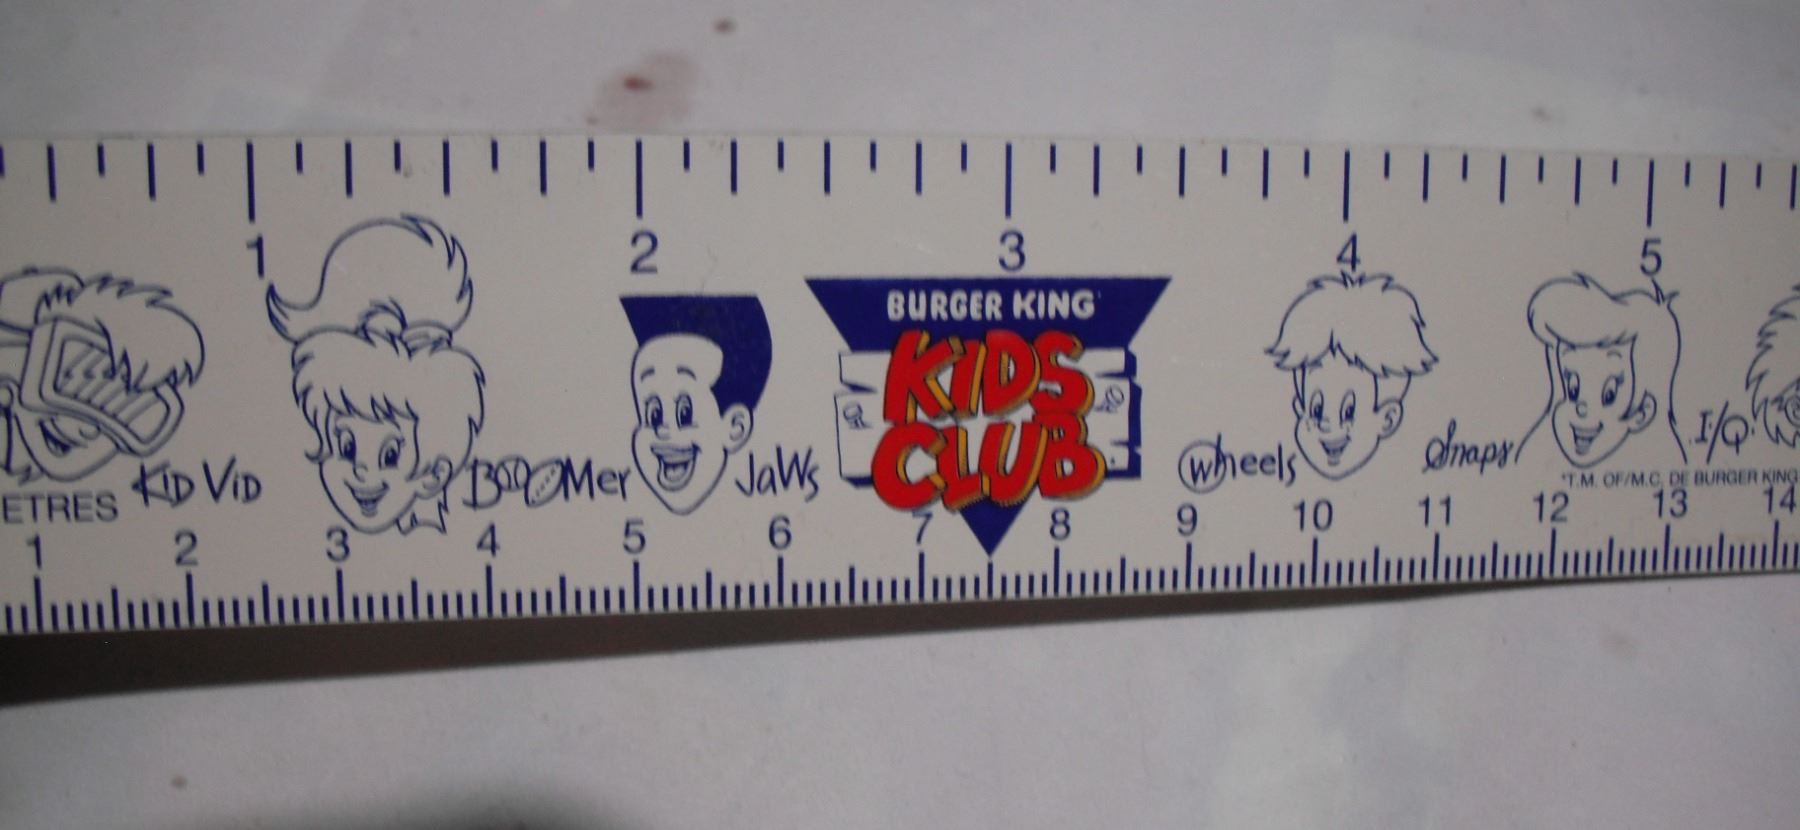 1 2 3 4 5
BURGER KING
KIDS
CLUB
KID VID
BOOMer
JaWs
Wheels
Snaps
I/Q
*T.M. OF/M.C. DE BURGER KING
ETRES
1 2 3 4 5 6 7 8 9 10 11 12 13 14